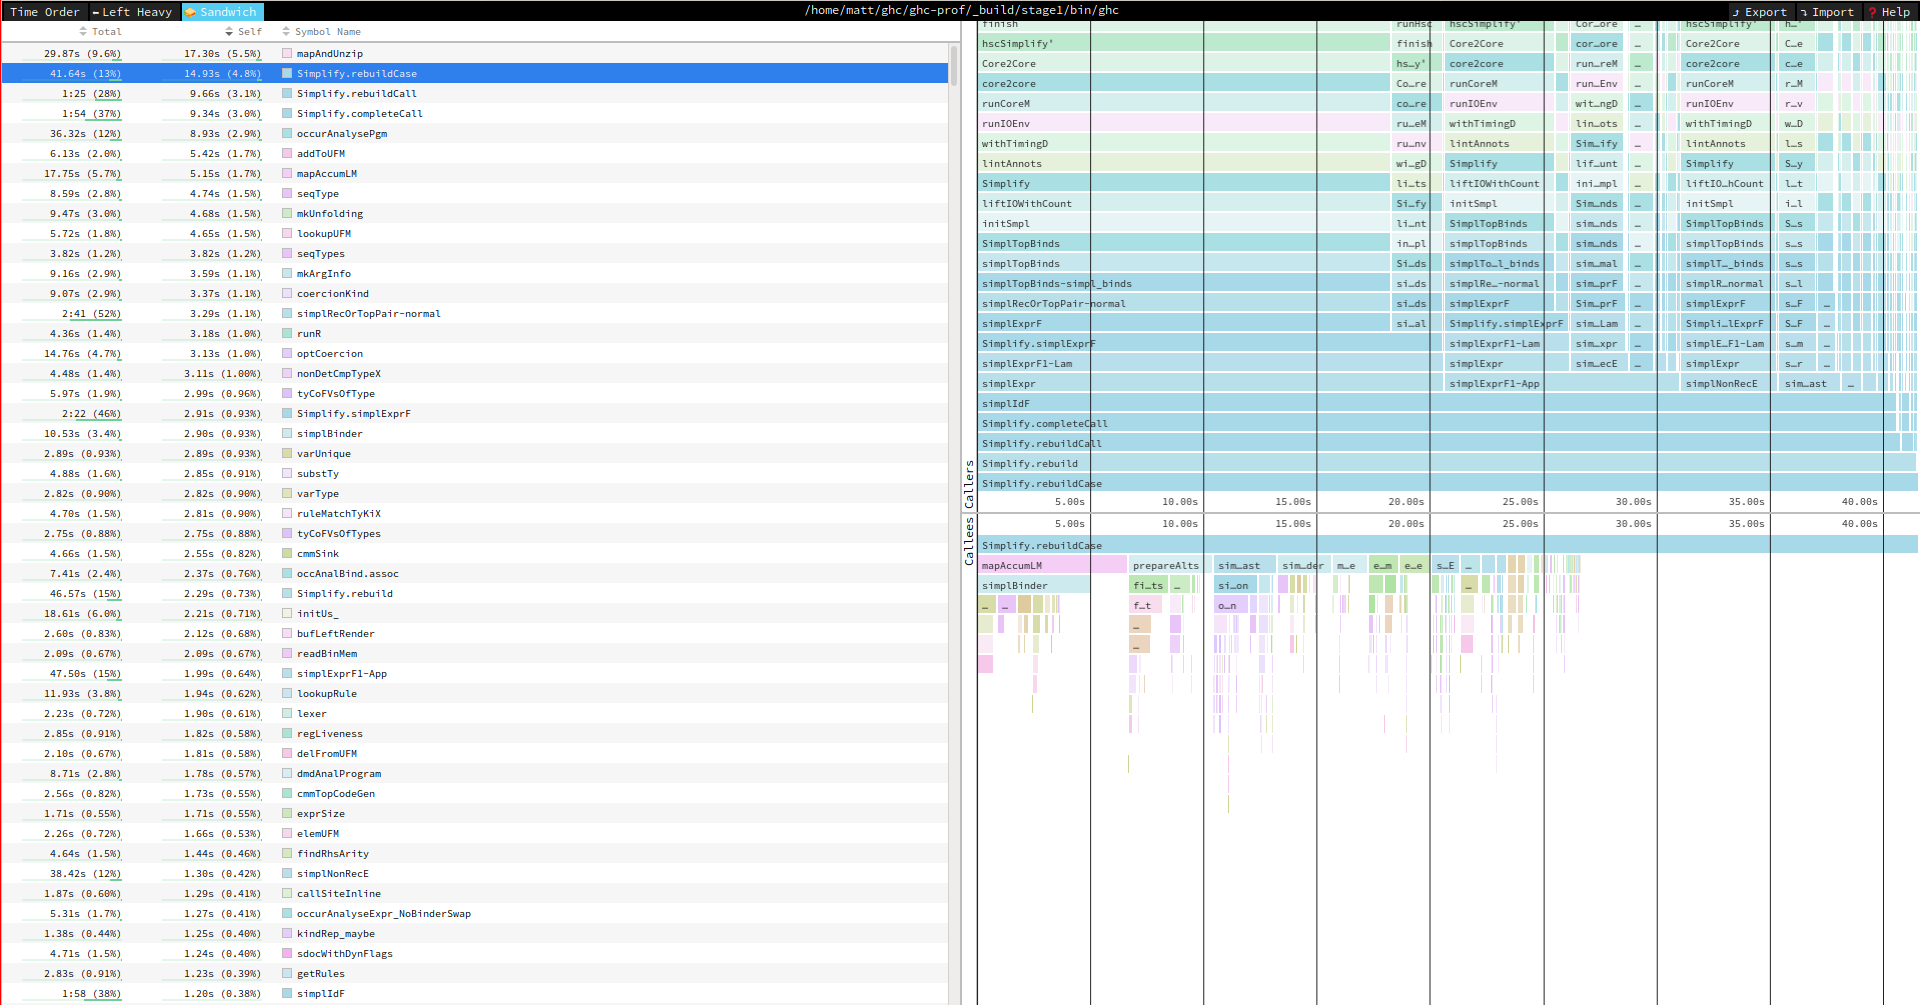 Time Order Left Heavy Sandwich /home/matt/ghc/ghc-prof/_build/stage1/bin/ghc Export Import ? Help
Total Self Symbol Name
29.87s (9.6%) 17.30s (5.5%) mapAndUnzip
41.64s (13%) 14.93s (4.8%) Simplify.rebuildCase
1:25 (28%) 9.66s (3.1%) Simplify.rebuildCall
1:54 (37%) 9.34s (3.0%) Simplify.completeCall
36.32s (12%) 8.93s (2.9%) occurAnalysePgm
6.13s (2.0%) 5.42s (1.7%) addToUFM
17.75s (5.7%) 5.15s (1.7%) mapAccumLM
8.59s (2.8%) 4.74s (1.5%) seqType
9.47s (3.0%) 4.68s (1.5%) mkUnfolding
5.72s (1.8%) 4.65s (1.5%) lookupUFM
3.82s (1.2%) 3.82s (1.2%) seqTypes
9.16s (2.9%) 3.59s (1.1%) mkArgInfo
9.07s (2.9%) 3.37s (1.1%) coercionKind
2:41 (52%) 3.29s (1.1%) simplRecOrTopPair-normal
4.36s (1.4%) 3.18s (1.0%) runR
14.76s (4.7%) 3.13s (1.0%) optCoercion
4.48s (1.4%) 3.11s (1.00%) nonDetCmpTypeX
5.97s (1.9%) 2.99s (0.96%) tyCoFVsOfType
2:22 (46%) 2.91s (0.93%) Simplify.simplExprF
10.53s (3.4%) 2.90s (0.93%) simplBinder
2.89s (0.93%) 2.89s (0.93%) varUnique
4.88s (1.6%) 2.85s (0.91%) substTy
2.82s (0.90%) 2.82s (0.90%) varType
4.70s (1.5%) 2.81s (0.90%) ruleMatchTyKiX
2.75s (0.88%) 2.75s (0.88%) tyCoFVsOfTypes
4.66s (1.5%) 2.55s (0.82%) cmmSink
7.41s (2.4%) 2.37s (0.76%) occAnalBind.assoc
46.57s (15%) 2.29s (0.73%) Simplify.rebuild
18.61s (6.0%) 2.21s (0.71%) initUs_
2.60s (0.83%) 2.12s (0.68%) bufLeftRender
2.09s (0.67%) 2.09s (0.67%) readBinMem
47.50s (15%) 1.99s (0.64%) simplExprF1-App
11.93s (3.8%) 1.94s (0.62%) lookupRule
2.23s (0.72%) 1.90s (0.61%) lexer
2.85s (0.91%) 1.82s (0.58%) regLiveness
2.10s (0.67%) 1.81s (0.58%) delFromUFM
8.71s (2.8%) 1.78s (0.57%) dmdAnalProgram
2.56s (0.82%) 1.73s (0.55%) cmmTopCodeGen
1.71s (0.55%) 1.71s (0.55%) exprSize
2.26s (0.72%) 1.66s (0.53%) elemUFM
4.64s (1.5%) 1.44s (0.46%) findRhsArity
38.42s (12%) 1.30s (0.42%) simplNonRecE
1.87s (0.60%) 1.29s (0.41%) callSiteInline
5.31s (1.7%) 1.27s (0.41%) occurAnalyseExpr_NoBinderSwap
1.38s (0.44%) 1.25s (0.40%) kindRep_maybe
4.71s (1.5%) 1.24s (0.40%) sdocWithDynFlags
2.83s (0.91%) 1.23s (0.39%) getRules
1:58 (38%) 1.20s (0.38%) simplIdF
finish runHsc hscSimplify' Cor…ore hscSimplify' h…'
hscSimplify' finish Core2Core cor…ore … Core2Core C…e
Core2Core hs…y' core2core run…reM … core2core c…e
core2core Co…re runCoreM run…Env … runCoreM r…M
runCoreM co…re runIOEnv wit…ngD … runIOEnv r…v
runIOEnv ru…eM withTimingD lin…ots … withTimingD w…D
withTimingD ru…nv lintAnnots Sim…ify … lintAnnots l…s
lintAnnots wi…gD Simplify lif…unt … Simplify S…y
Simplify li…ts liftIOWithCount ini…mpl … liftIO…hCount l…t
liftIOWithCount Si…fy initSmpl Sim…nds … initSmpl i…l
initSmpl li…nt SimplTopBinds sim…nds … SimplTopBinds S…s
SimplTopBinds in…pl simplTopBinds sim…nds … simplTopBinds s…s
simplTopBinds Si…ds simplTo…l_binds sim…mal … simplT…_binds s…s
simplTopBinds-simpl_binds si…ds simplRe…-normal sim…prF … simplR…normal s…l
simplRecOrTopPair-normal si…ds simplExprF Sim…prF … simplExprF s…F …
simplExprF si…al Simplify.simplExprF sim…Lam … Simpli…lExprF S…F …
Simplify.simplExprF simplExprF1-Lam sim…xpr … simplE…F1-Lam s…m …
simplExprF1-Lam simplExpr sim…ecE … simplExpr s…r …
simplExpr simplExprF1-App simplNonRecE sim…ast …
simplIdF
Simplify.completeCall
Simplify.rebuildCall
Simplify.rebuild
Simplify.rebuildCase
Callers
5.00s 10.00s 15.00s 20.00s 25.00s 30.00s 35.00s 40.00s
Callees
5.00s 10.00s 15.00s 20.00s 25.00s 30.00s 35.00s 40.00s
Simplify.rebuildCase
mapAccumLM prepareAlts sim…ast sim…der m…e e…m e…e s…E …
simplBinder fi…ts … si…on …
… … f…t o…n
…
…